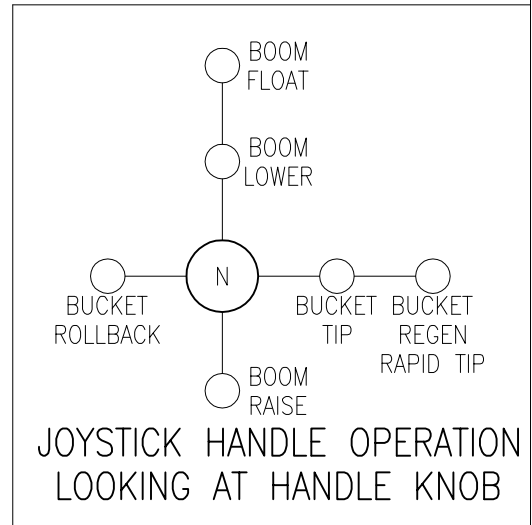 BOOM
FLOAT
BOOM
LOWER
N
BUCKET
ROLLBACK
BUCKET
TIP
BUCKET
REGEN
RAPID TIP
BOOM
RAISE
JOYSTICK HANDLE OPERATION
LOOKING AT HANDLE KNOB